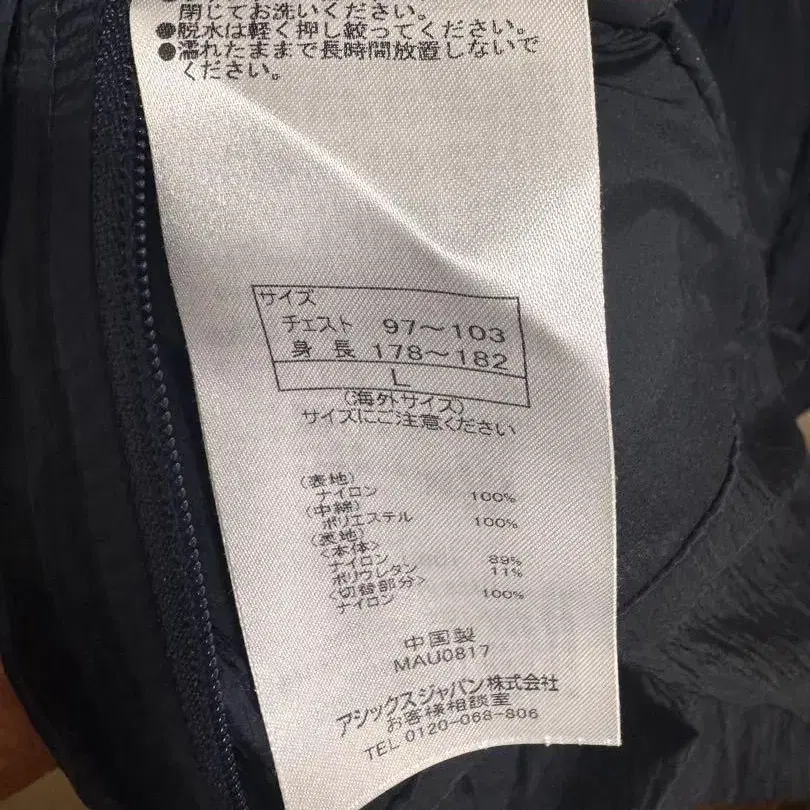 閉じてお洗いください。
●脱水は軽く押し絞ってください。
●濡れたままで長時間放置しないで
ください。
サイズ
チェスト 97～103
身長 178～182
L
(海外サイズ)
サイズにご注意ください
(表地)
ナイロン 100%
(中綿)
ポリエステル 100%
(裏地)
<本体>
ナイロン 89%
ポリウレタン 11%
<切替部分>
ナイロン 100%
中国製
MAU0817
アシックスジャパン株式会社
お客様相談室
TEL 0120-068-806